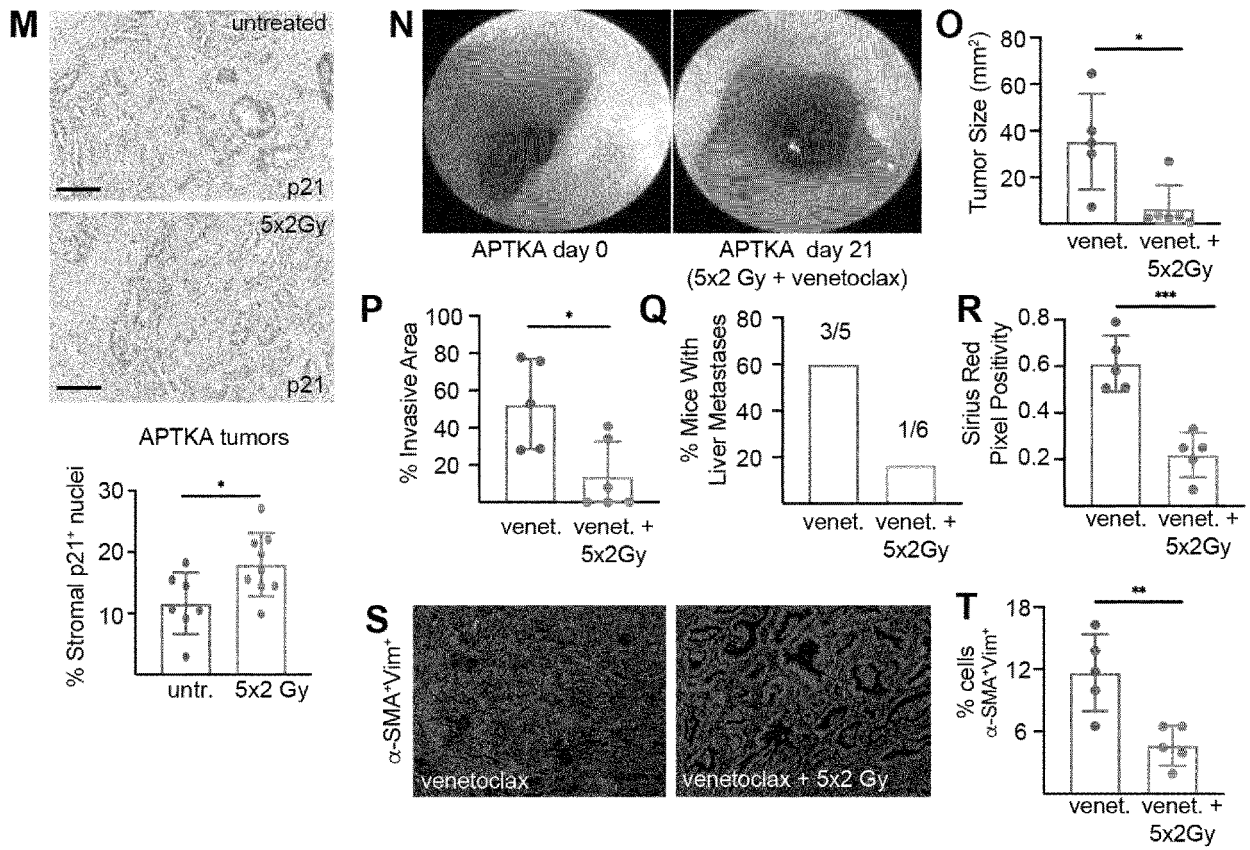 M
untreated
p21
5x2Gy
p21
APTKA tumors
% Stromal p21⁺ nuclei
30
20
10
*
untr.
5x2 Gy
N
APTKA day 0
APTKA day 21
(5x2 Gy + venetoclax)
O
Tumor Size (mm²)
80
60
40
20
*
venet.
venet. +
5x2Gy
P
% Invasive Area
100
80
60
40
20
*
venet.
venet. +
5x2Gy
Q
% Mice With
Liver Metastases
80
60
40
20
3/5
1/6
venet.
venet. +
5x2Gy
R
Sirius Red
Pixel Positivity
0.8
0.6
0.4
0.2
***
venet.
venet. +
5x2Gy
S
α-SMA⁺Vim⁺
venetoclax
venetoclax + 5x2 Gy
T
% cells
α-SMA⁺Vim⁺
18
12
6
**
venet.
venet. +
5x2Gy